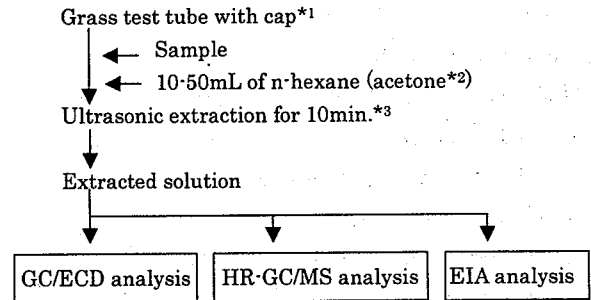 Grass test tube with cap*1
Sample
10-50mL of n-hexane (acetone*2)
Ultrasonic extraction for 10min.*3
Extracted solution
GC/ECD analysis
HR-GC/MS analysis
EIA analysis